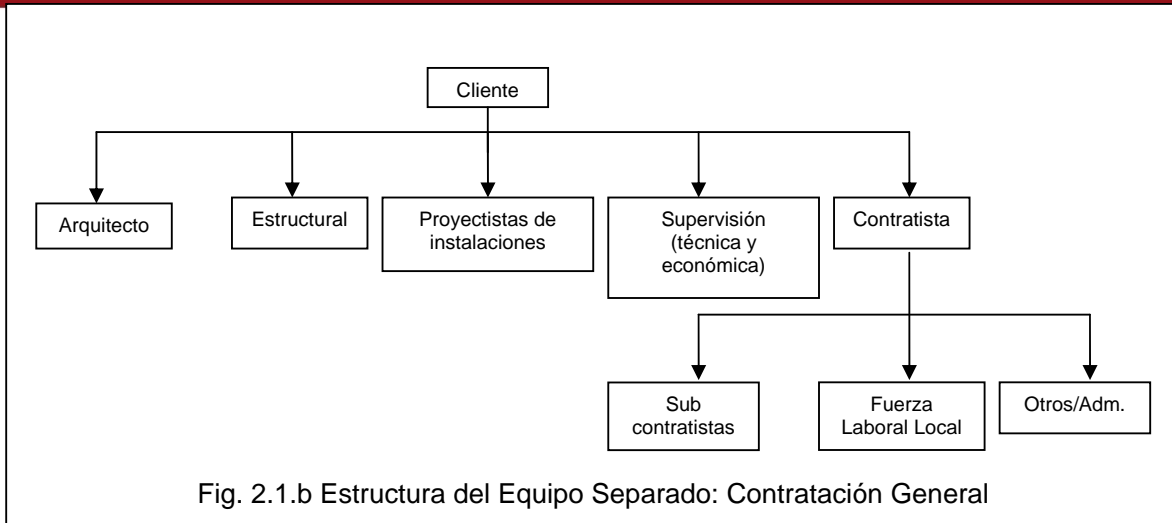 Cliente
Arquitecto
Estructural
Proyectistas de
instalaciones
Supervisión
(técnica y
económica)
Contratista
Sub
contratistas
Fuerza
Laboral Local
Otros/Adm.
Fig. 2.1.b Estructura del Equipo Separado: Contratación General